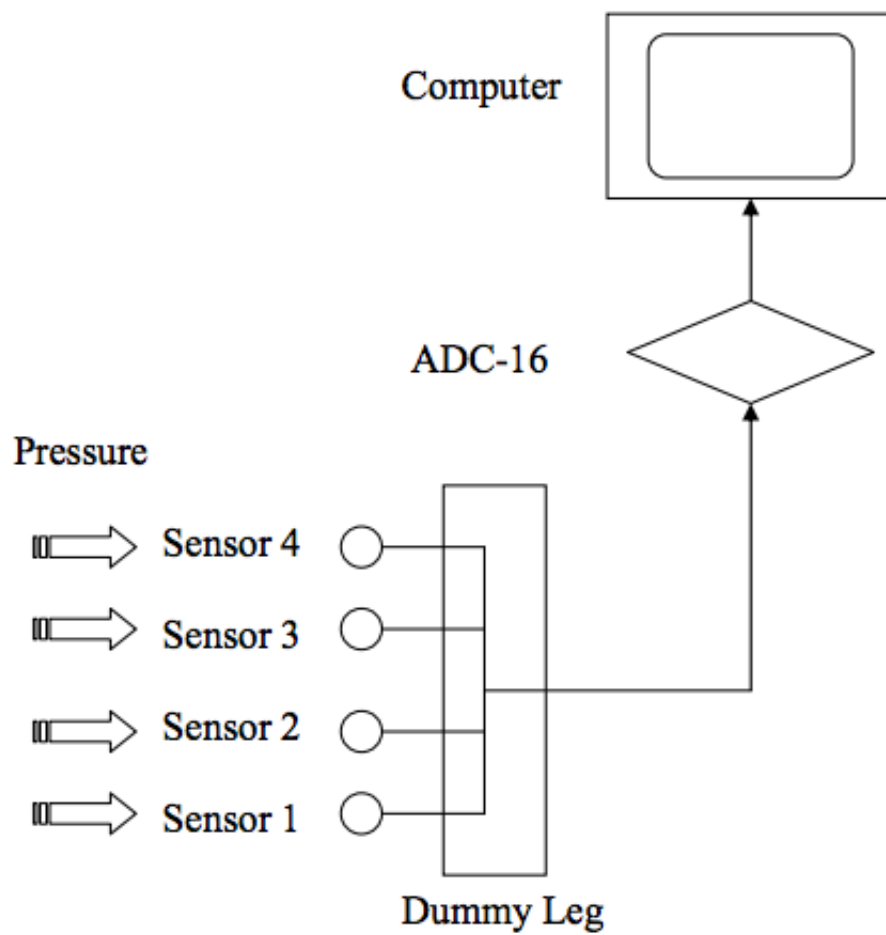 Computer
ADC-16
Pressure
Sensor 4
Sensor 3
Sensor 2
Sensor 1
Dummy Leg